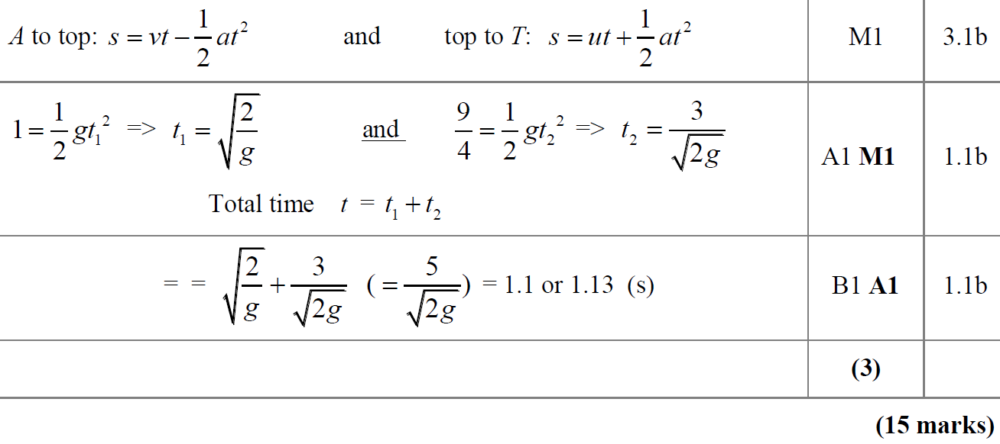 A to top: s = vt − 1/2 at² and top to T: s = ut + 1/2 at² M1 3.1b
1 = 1/2 gt₁² => t₁ = √(2/g) and 9/4 = 1/2 gt₂² => t₂ = 3/√(2g) A1 M1 1.1b
Total time t = t₁ + t₂
= = √(2/g) + 3/√(2g) ( = 5/√(2g) ) = 1.1 or 1.13 (s) B1 A1 1.1b
(3)
(15 marks)